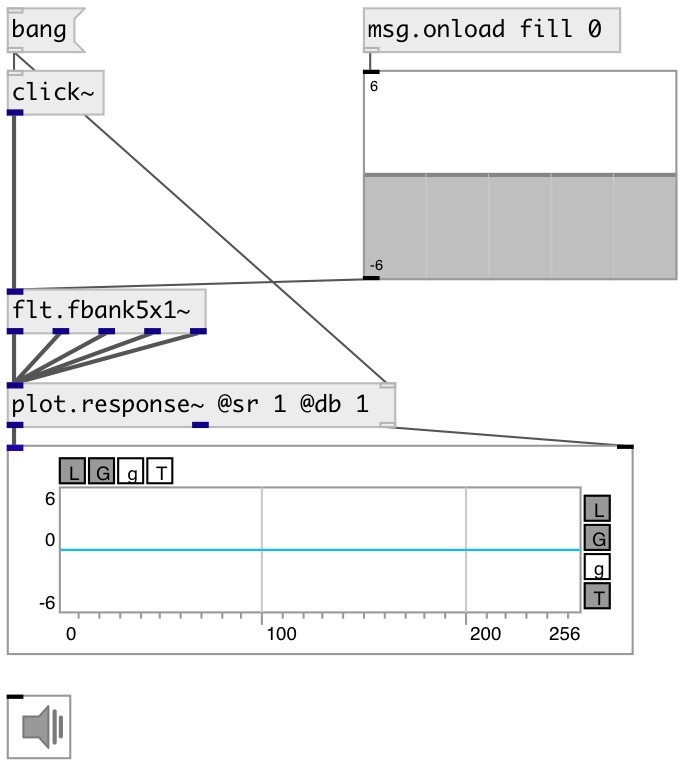 bang
msg.onload fill 0
click~
6
-6
flt.fbank5x1~
plot.response~ @sr 1 @db 1
L G g T
6
0
-6
L
G
g
T
0 100 200 256